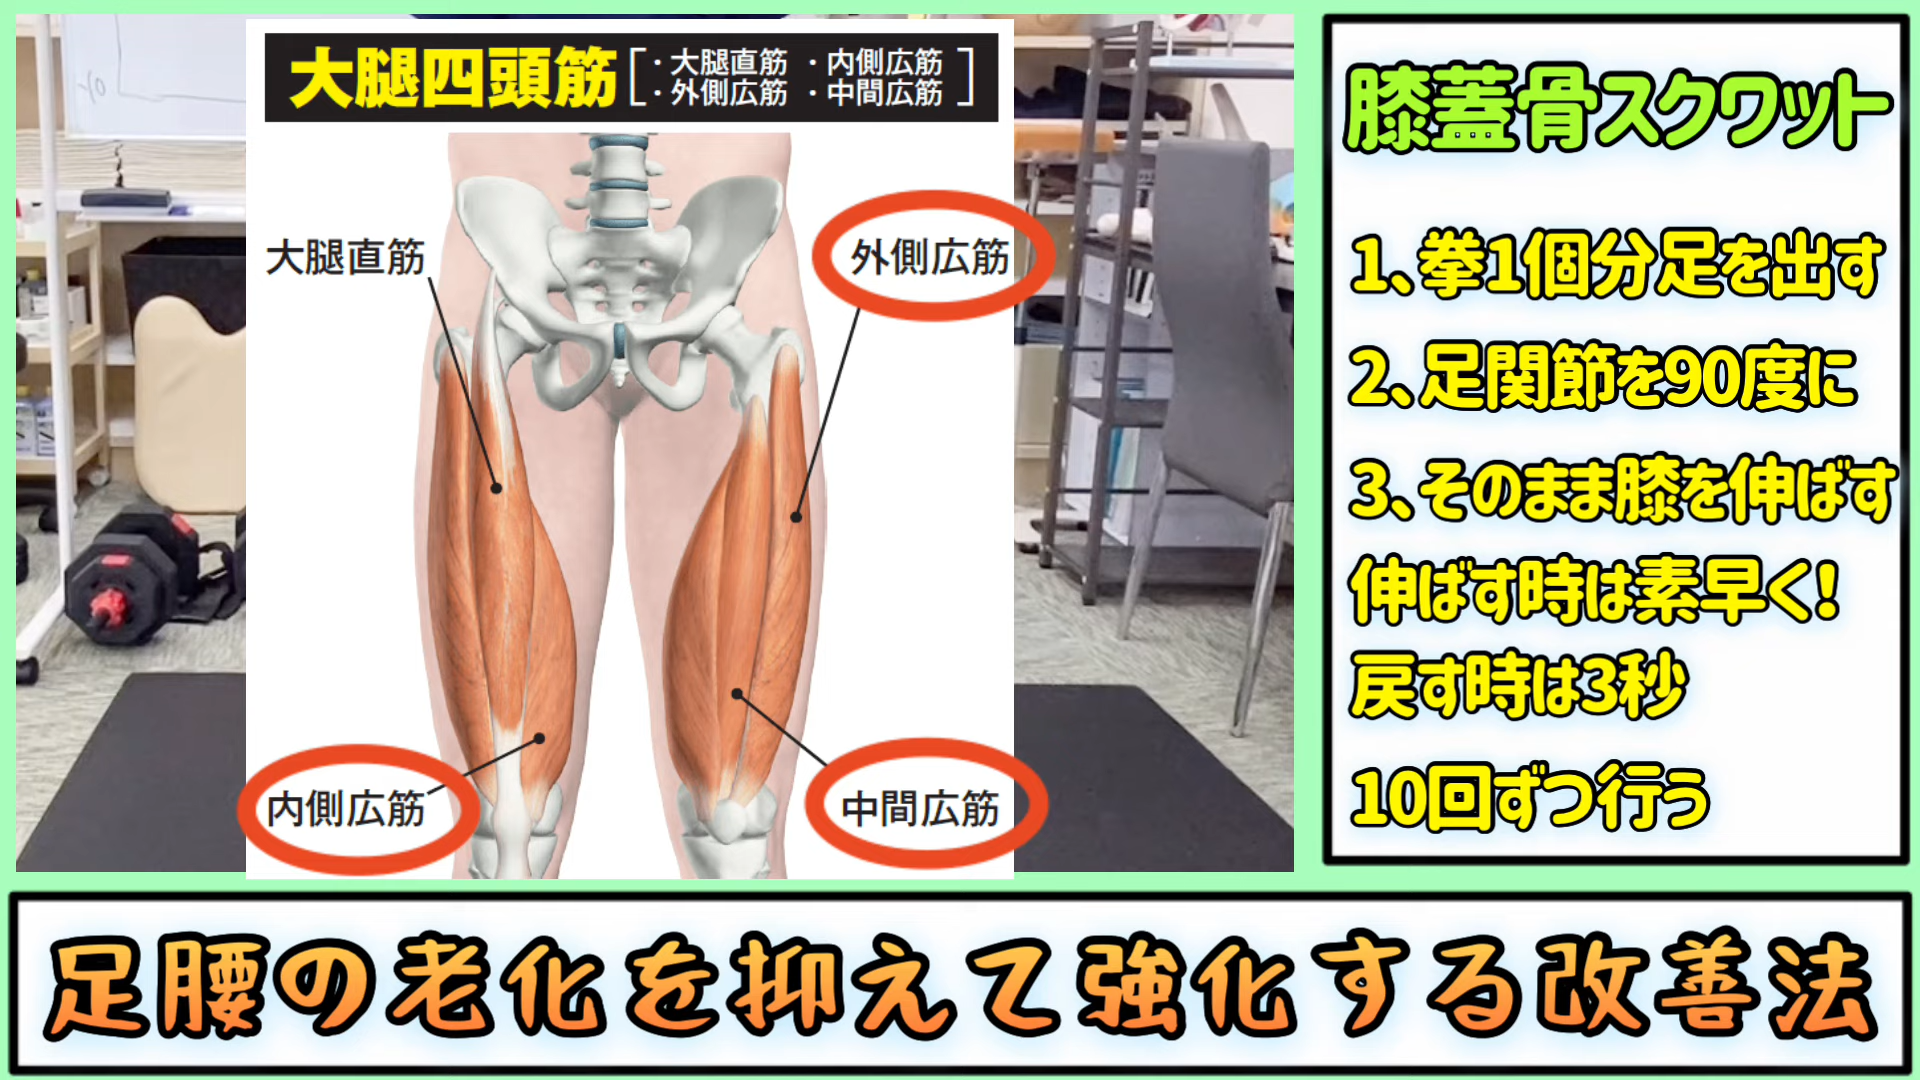 大腿四頭筋
・大腿直筋 ・内側広筋
・外側広筋 ・中間広筋
大腿直筋
外側広筋
内側広筋
中間広筋
膝蓋骨スクワット
1、拳1個分足を出す
2、足関節を90度に
3、そのまま膝を伸ばす
伸ばす時は素早く!
戻す時は3秒
10回ずつ行う
足腰の老化を抑えて強化する改善法